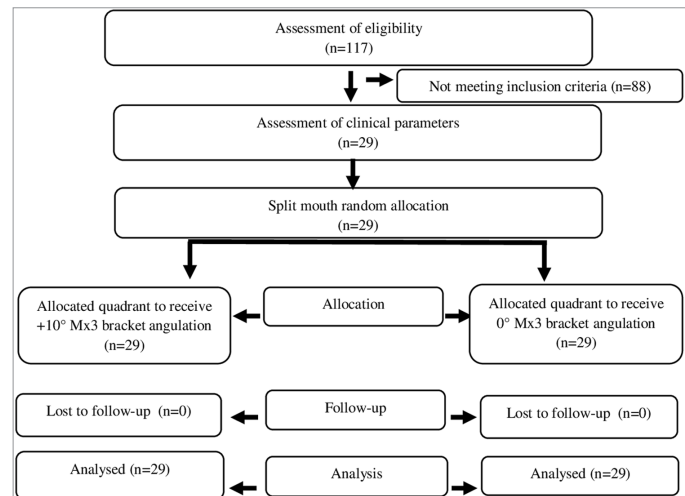 Assessment of eligibility
(n=117)
Not meeting inclusion criteria (n=88)
Assessment of clinical parameters
(n=29)
Split mouth random allocation
(n=29)
Allocated quadrant to receive
+10° Mx3 bracket angulation
(n=29)
Allocation
Allocated quadrant to receive
0° Mx3 bracket angulation
(n=29)
Lost to follow-up (n=0)
Follow-up
Lost to follow-up (n=0)
Analysed (n=29)
Analysis
Analysed (n=29)